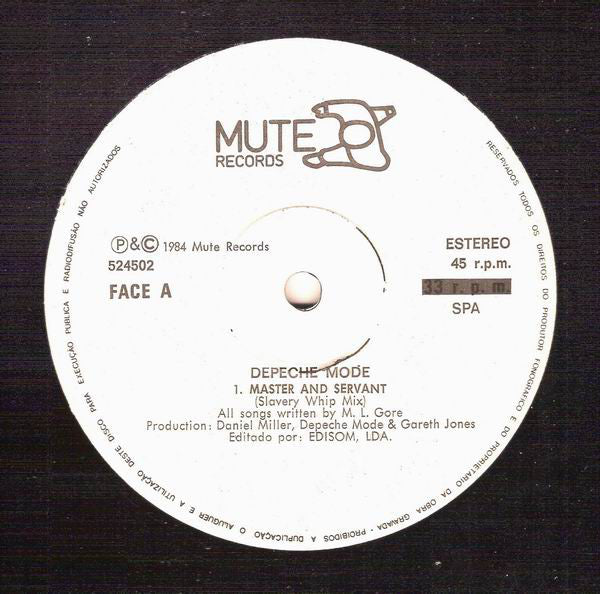 MUTE
RECORDS
Ⓟ&© 1984 Mute Records
524502
FACE A
ESTEREO
45 r.p.m.
33 r.p.m.
SPA
DEPECHE MODE
1. MASTER AND SERVANT
(Slavery Whip Mix)
All songs written by M. L. Gore
Production: Daniel Miller, Depeche Mode & Gareth Jones
Editado por: EDISOM, LDA.
RESERVADOS TODOS OS DIREITOS DO PRODUTOR FONOGRÁFICO E DO PROPRIETÁRIO DA OBRA GRAVADA - PROIBIDOS A DUPLICAÇÃO O ALUGUER E A UTILIZAÇÃO DESTE DISCO PARA EXECUÇÃO PÚBLICA E RADIODIFUSÃO NÃO AUTORIZADOS